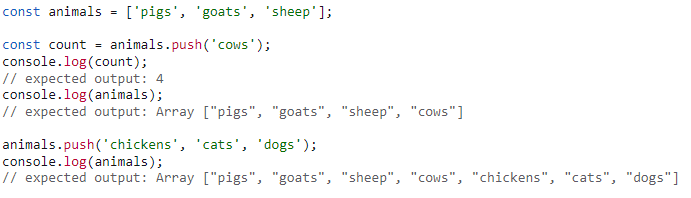 const animals = ['pigs', 'goats', 'sheep'];
const count = animals.push('cows');
console.log(count);
// expected output: 4
console.log(animals);
// expected output: Array ["pigs", "goats", "sheep", "cows"]
animals.push('chickens', 'cats', 'dogs');
console.log(animals);
// expected output: Array ["pigs", "goats", "sheep", "cows", "chickens", "cats", "dogs"]